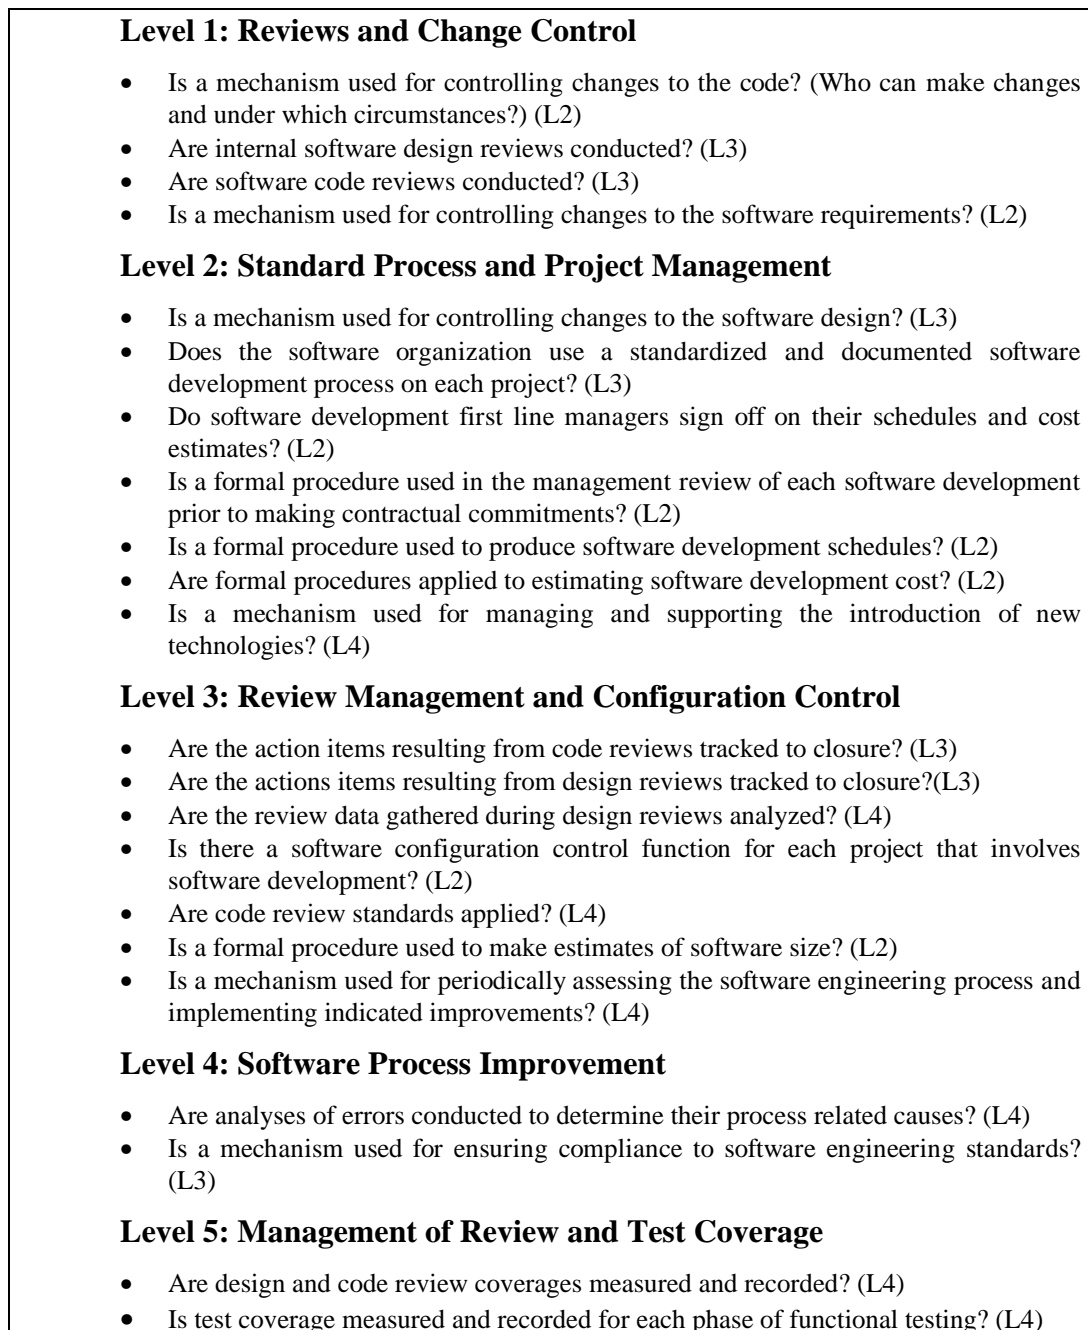 Level 1: Reviews and Change Control
• Is a mechanism used for controlling changes to the code? (Who can make changes
and under which circumstances?) (L2)
• Are internal software design reviews conducted? (L3)
• Are software code reviews conducted? (L3)
• Is a mechanism used for controlling changes to the software requirements? (L2)
Level 2: Standard Process and Project Management
• Is a mechanism used for controlling changes to the software design? (L3)
• Does the software organization use a standardized and documented software
development process on each project? (L3)
• Do software development first line managers sign off on their schedules and cost
estimates? (L2)
• Is a formal procedure used in the management review of each software development
prior to making contractual commitments? (L2)
• Is a formal procedure used to produce software development schedules? (L2)
• Are formal procedures applied to estimating software development cost? (L2)
• Is a mechanism used for managing and supporting the introduction of new
technologies? (L4)
Level 3: Review Management and Configuration Control
• Are the action items resulting from code reviews tracked to closure? (L3)
• Are the actions items resulting from design reviews tracked to closure?(L3)
• Are the review data gathered during design reviews analyzed? (L4)
• Is there a software configuration control function for each project that involves
software development? (L2)
• Are code review standards applied? (L4)
• Is a formal procedure used to make estimates of software size? (L2)
• Is a mechanism used for periodically assessing the software engineering process and
implementing indicated improvements? (L4)
Level 4: Software Process Improvement
• Are analyses of errors conducted to determine their process related causes? (L4)
• Is a mechanism used for ensuring compliance to software engineering standards?
(L3)
Level 5: Management of Review and Test Coverage
• Are design and code review coverages measured and recorded? (L4)
• Is test coverage measured and recorded for each phase of functional testing? (L4)